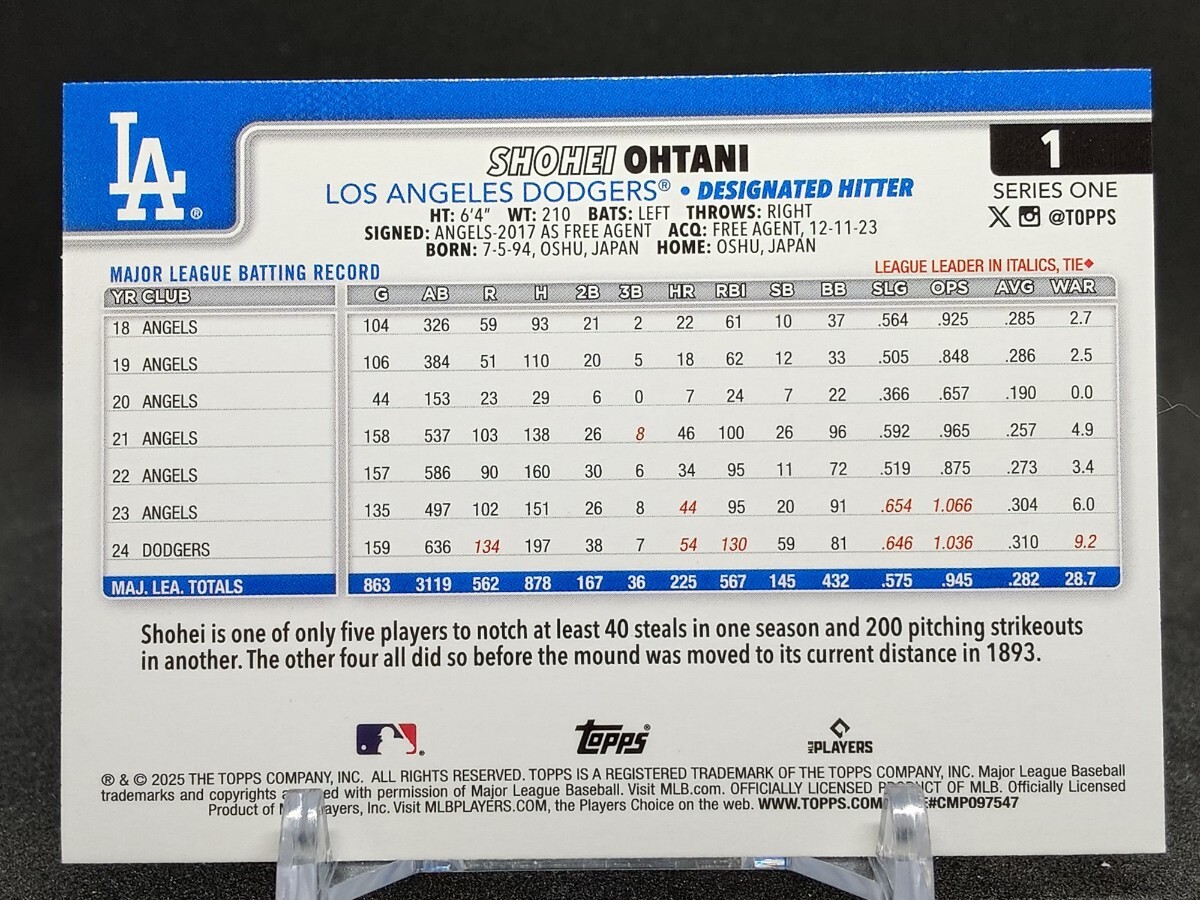 LA ®
SHOHEI OHTANI
1
LOS ANGELES DODGERS® • DESIGNATED HITTER
SERIES ONE
HT: 6'4" WT: 210 BATS: LEFT THROWS: RIGHT
X @TOPPS
SIGNED: ANGELS-2017 AS FREE AGENT ACQ: FREE AGENT, 12-11-23
BORN: 7-5-94, OSHU, JAPAN HOME: OSHU, JAPAN
MAJOR LEAGUE BATTING RECORD
LEAGUE LEADER IN ITALICS, TIE◆
YR CLUB G AB R H 2B 3B HR RBI SB BB SLG OPS AVG WAR
18 ANGELS 104 326 59 93 21 2 22 61 10 37 .564 .925 .285 2.7
19 ANGELS 106 384 51 110 20 5 18 62 12 33 .505 .848 .286 2.5
20 ANGELS 44 153 23 29 6 0 7 24 7 22 .366 .657 .190 0.0
21 ANGELS 158 537 103 138 26 8 46 100 26 96 .592 .965 .257 4.9
22 ANGELS 157 586 90 160 30 6 34 95 11 72 .519 .875 .273 3.4
23 ANGELS 135 497 102 151 26 8 44 95 20 91 .654 1.066 .304 6.0
24 DODGERS 159 636 134 197 38 7 54 130 59 81 .646 1.036 .310 9.2
MAJ. LEA. TOTALS 863 3119 562 878 167 36 225 567 145 432 .575 .945 .282 28.7
Shohei is one of only five players to notch at least 40 steals in one season and 200 pitching strikeouts
in another. The other four all did so before the mound was moved to its current distance in 1893.
® topps® MLB PLAYERS
® & © 2025 THE TOPPS COMPANY, INC. ALL RIGHTS RESERVED. TOPPS IS A REGISTERED TRADEMARK OF THE TOPPS COMPANY, INC. Major League Baseball
trademarks and copyrights with permission of Major League Baseball. Visit MLB.com. OFFICIALLY LICENSED PRODUCT OF MLB. Officially Licensed
Product of Inc. Visit MLBPLAYERS.COM, the Players Choice on the web. WWW.TOPPS.COM #CMP097547